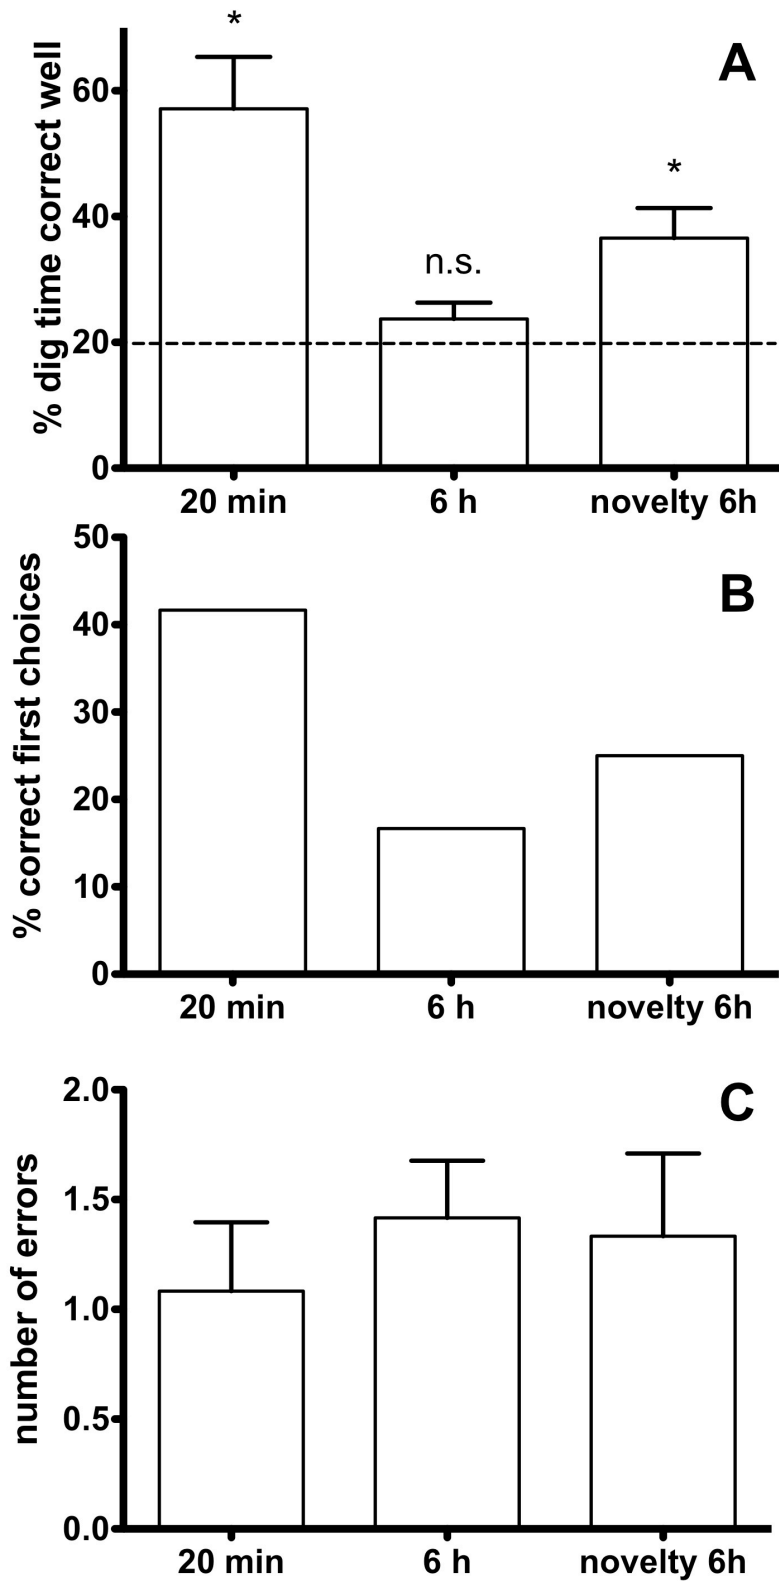 *
A
60
*
40
n.s.
20
0
% dig time correct well
20 min 6 h novelty 6h
50
B
40
30
20
10
0
% correct first choices
20 min 6 h novelty 6h
2.0
C
1.5
1.0
0.5
0.0
number of errors
20 min 6 h novelty 6h